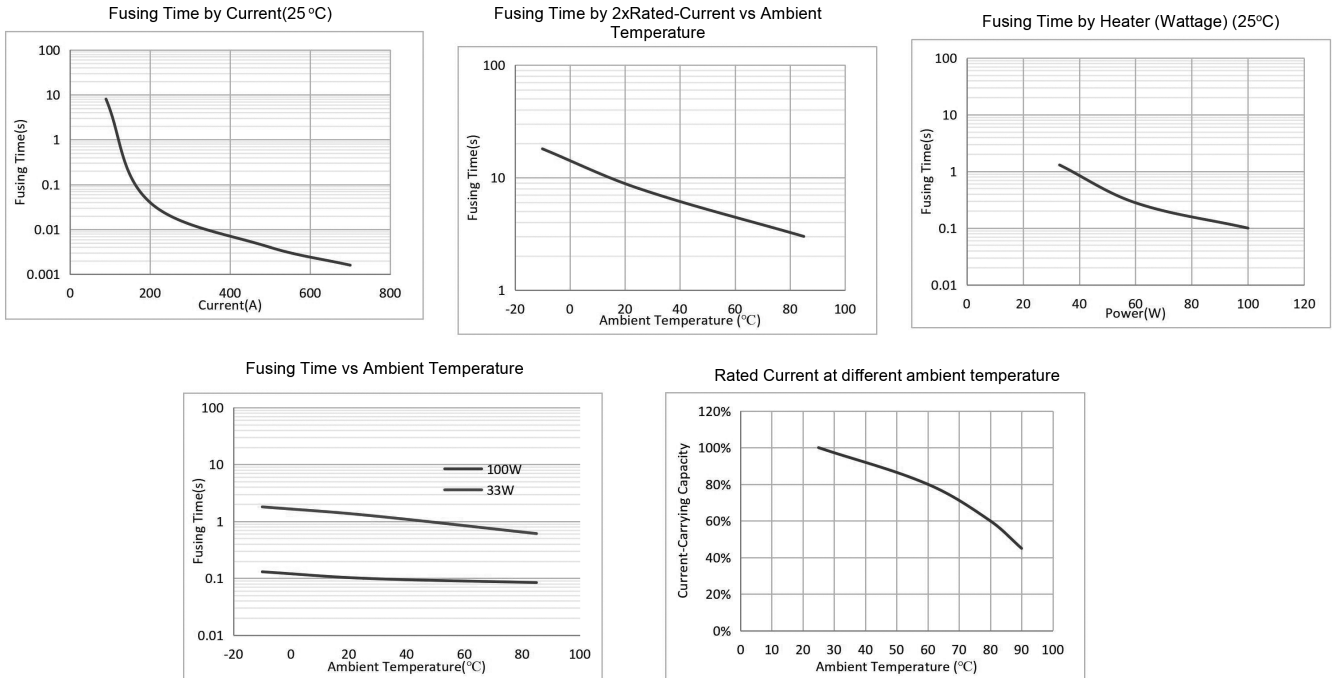 Fusing Time by Current(25 ºC)
100
10
1
0.1
0.01
0.001
Fusing Time(s)
0 200 400 600 800
Current(A)
Fusing Time by 2xRated-Current vs Ambient
Temperature
100
10
1
Fusing Time(s)
-20 0 20 40 60 80 100
Ambient Temperature (℃)
Fusing Time by Heater (Wattage) (25ºC)
100
10
1
0.1
0.01
Fusing Time(s)
0 20 40 60 80 100 120
Power(W)
Fusing Time vs Ambient Temperature
100
10
1
0.1
0.01
Fusing Time(s)
100W
33W
-20 0 20 40 60 80 100
Ambient Temperature(℃)
Rated Current at different ambient temperature
120%
100%
80%
60%
40%
20%
0%
Current-Carrying Capacity
0 10 20 30 40 50 60 70 80 90 100
Ambient Temperature (℃)